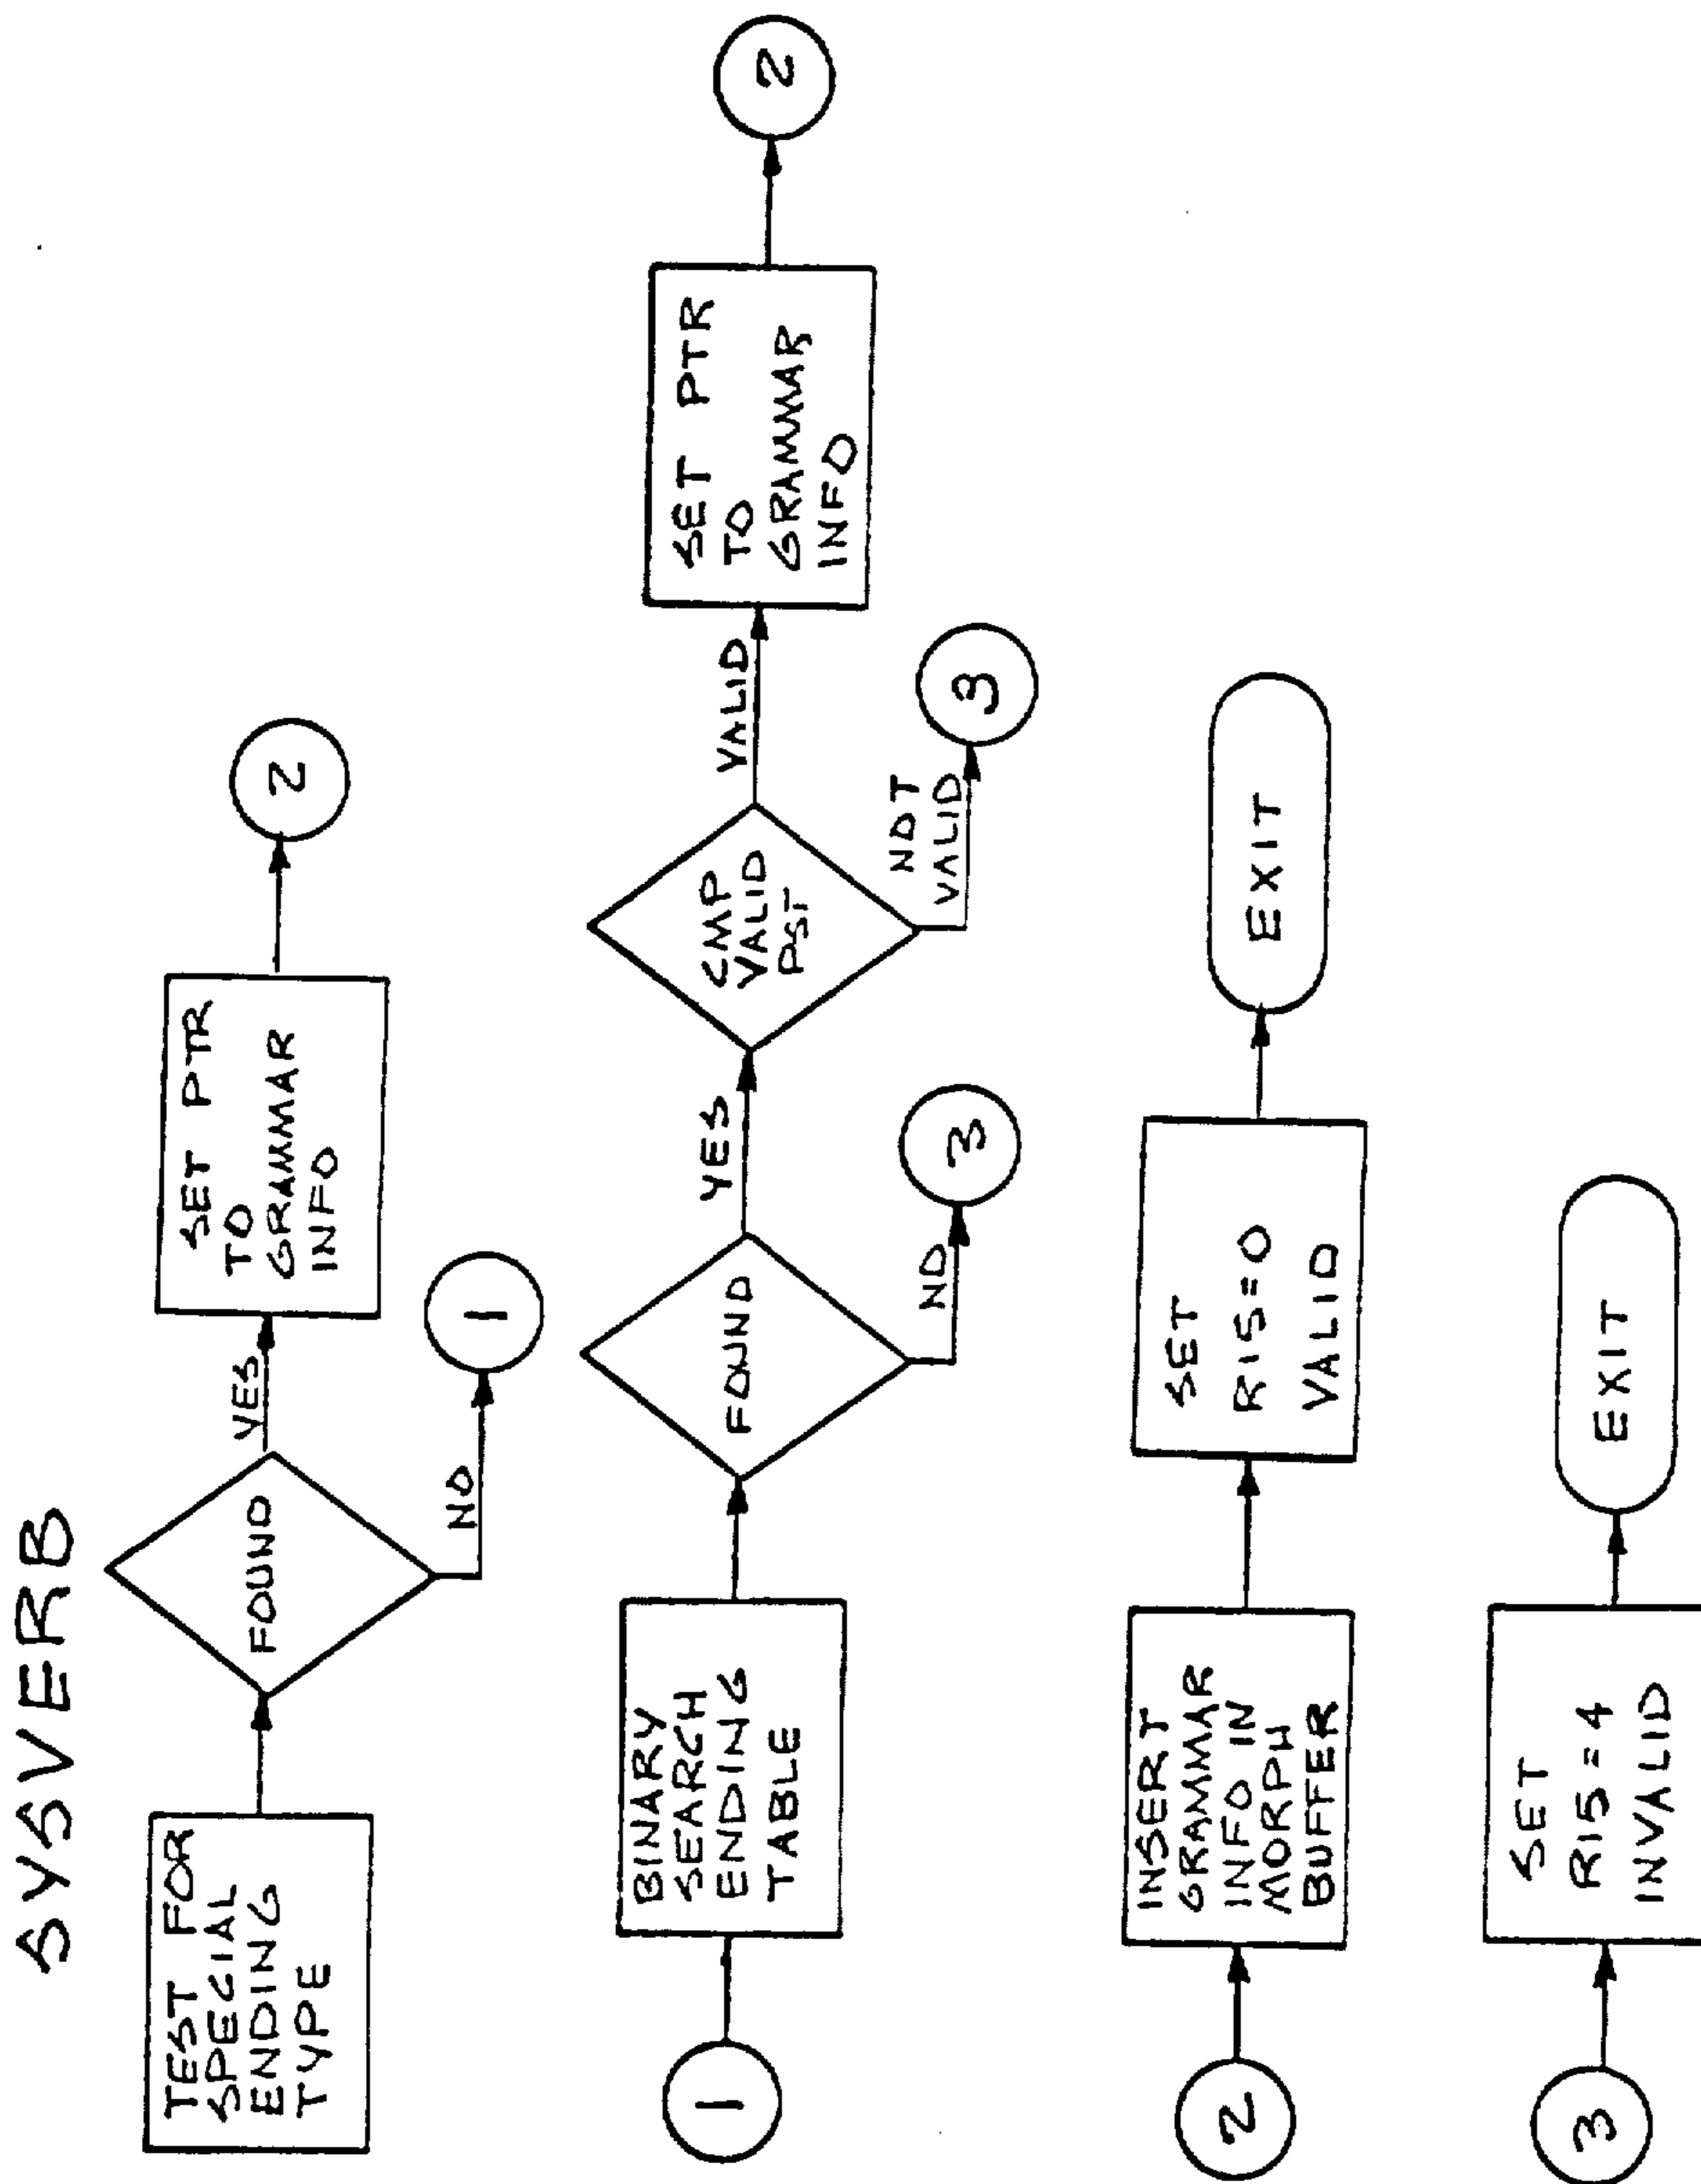 SYSVERB
TEST FOR
SPECIAL
ENDING
TYPE
FOUND
YES
NO
1
SET PTR
TO
GRAMMAR
INFO
2
1
BINARY
SEARCH
ENDING
TABLE
FOUND
YES
NO
3
CMP
VALID
PST
VALID
NOT
VALID
3
SET PTR
TO
GRAMMAR
INFO
2
2
INSERT
GRAMMAR
INFO IN
MORPH
BUFFER
SET
R15=0
VALID
EXIT
3
SET
R15=4
INVALID
EXIT